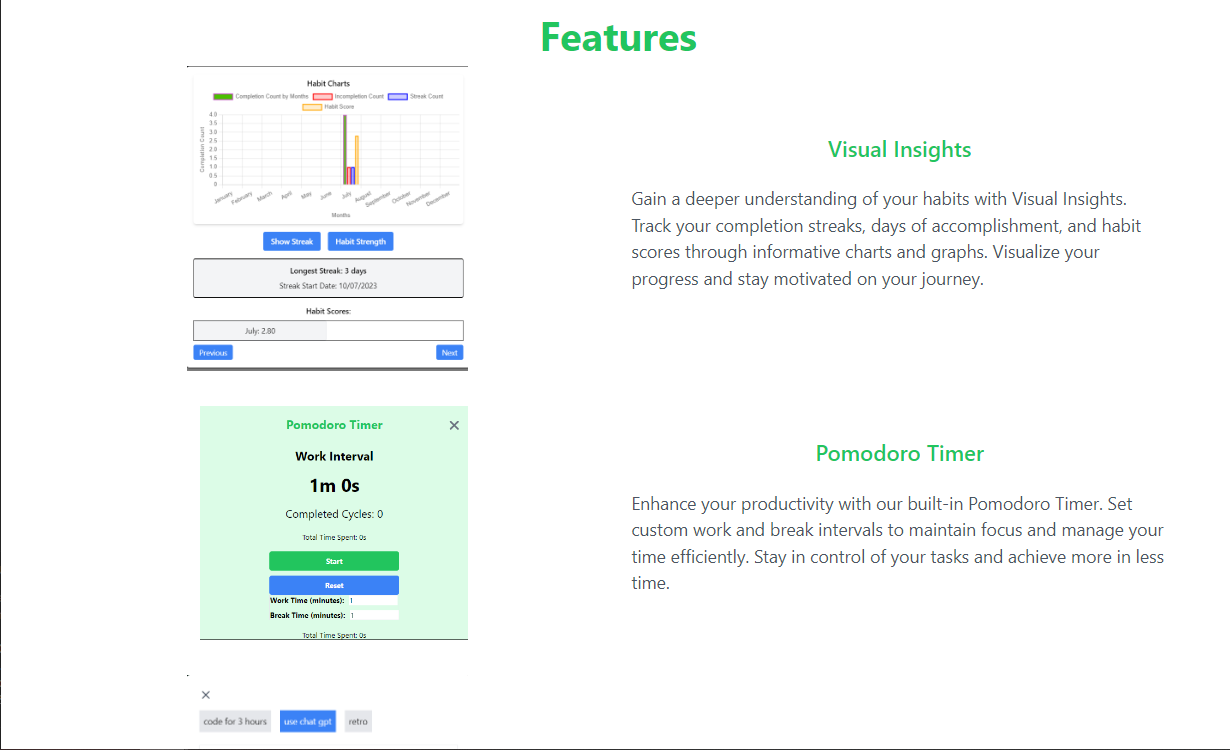 Features
Habit Charts
Completion Count by Months Incompletion Count Streak Count
Habit Score
4.0
3.5
3.0
2.5
2.0
1.5
1.0
0.5
0
Completion Count
January February March April May June July August September October November December
Months
Show Streak Habit Strength
Longest Streak: 3 days
Streak Start Date: 10/07/2023
Habit Scores:
July: 2.80
Previous Next
Visual Insights
Gain a deeper understanding of your habits with Visual Insights.
Track your completion streaks, days of accomplishment, and habit
scores through informative charts and graphs. Visualize your
progress and stay motivated on your journey.
Pomodoro Timer
Work Interval
1m 0s
Completed Cycles: 0
Total Time Spent: 0s
Start
Reset
Work Time (minutes): 1
Break Time (minutes): 1
Total Time Spent: 0s
Pomodoro Timer
Enhance your productivity with our built-in Pomodoro Timer. Set
custom work and break intervals to maintain focus and manage your
time efficiently. Stay in control of your tasks and achieve more in less
time.
code for 3 hours use chat gpt retro